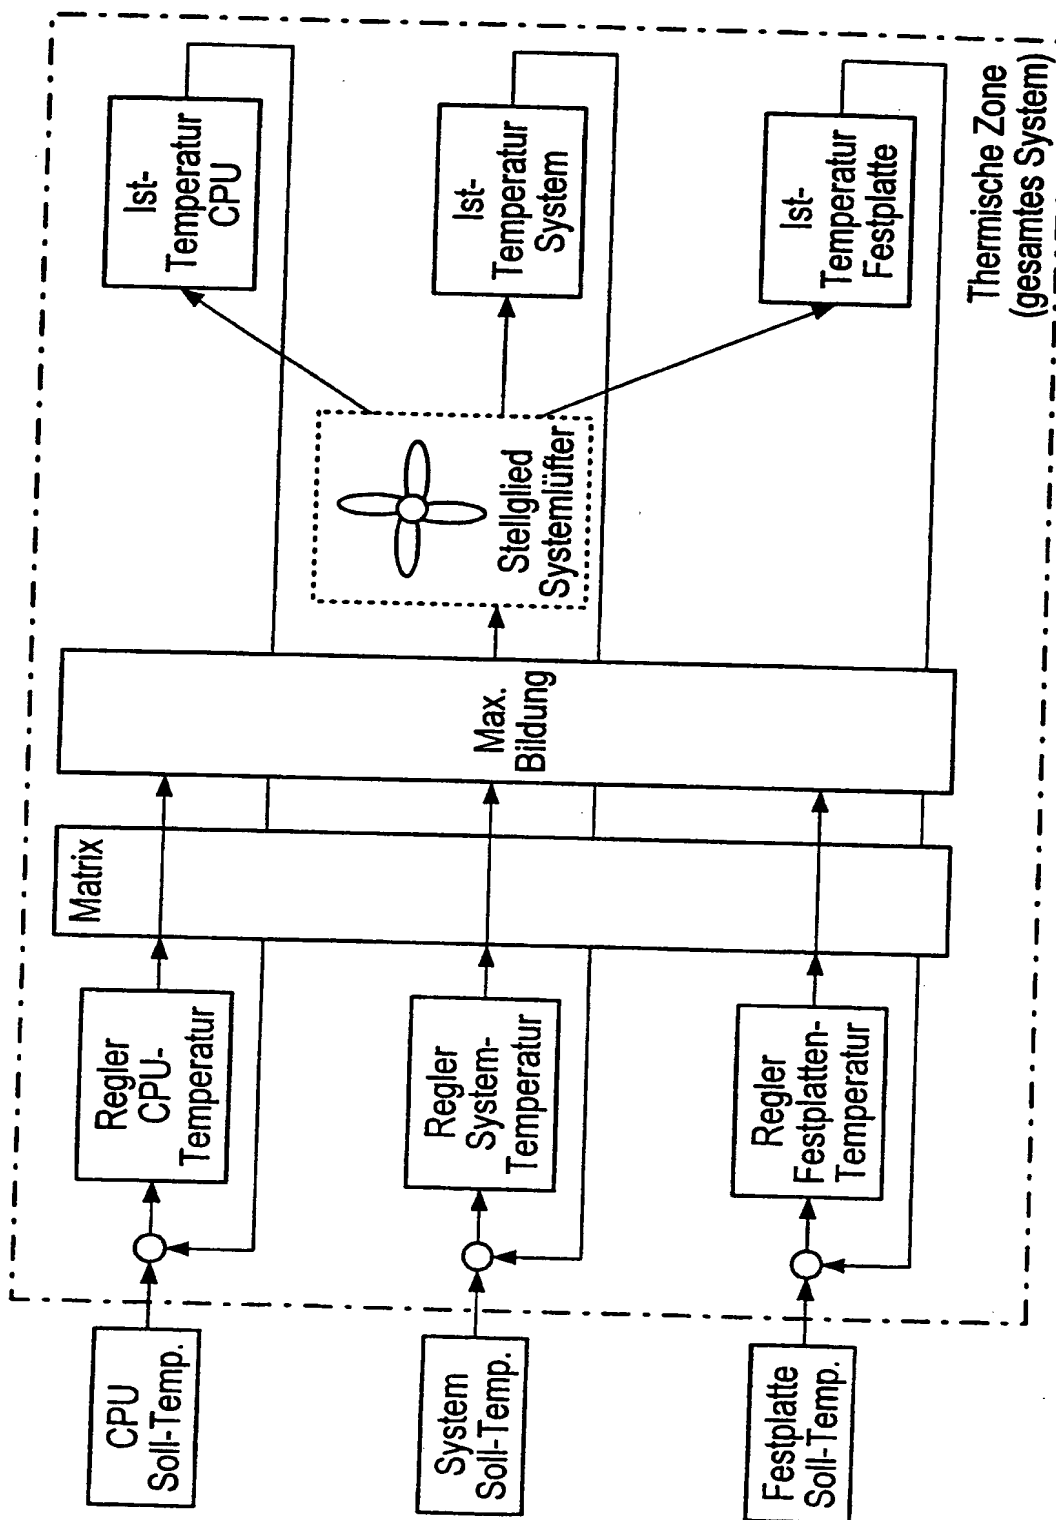 CPU
Soll-Temp.
System
Soll-Temp.
Festplatte
Soll-Temp.
Regler
CPU-
Temperatur
Regler
System-
Temperatur
Regler
Festplatten-
Temperatur
Matrix
Max.
Bildung
Stellglied
Systemlüfter
Ist-
Temperatur
CPU
Ist-
Temperatur
System
Ist-
Temperatur
Festplatte
Thermische Zone
(gesamtes System)